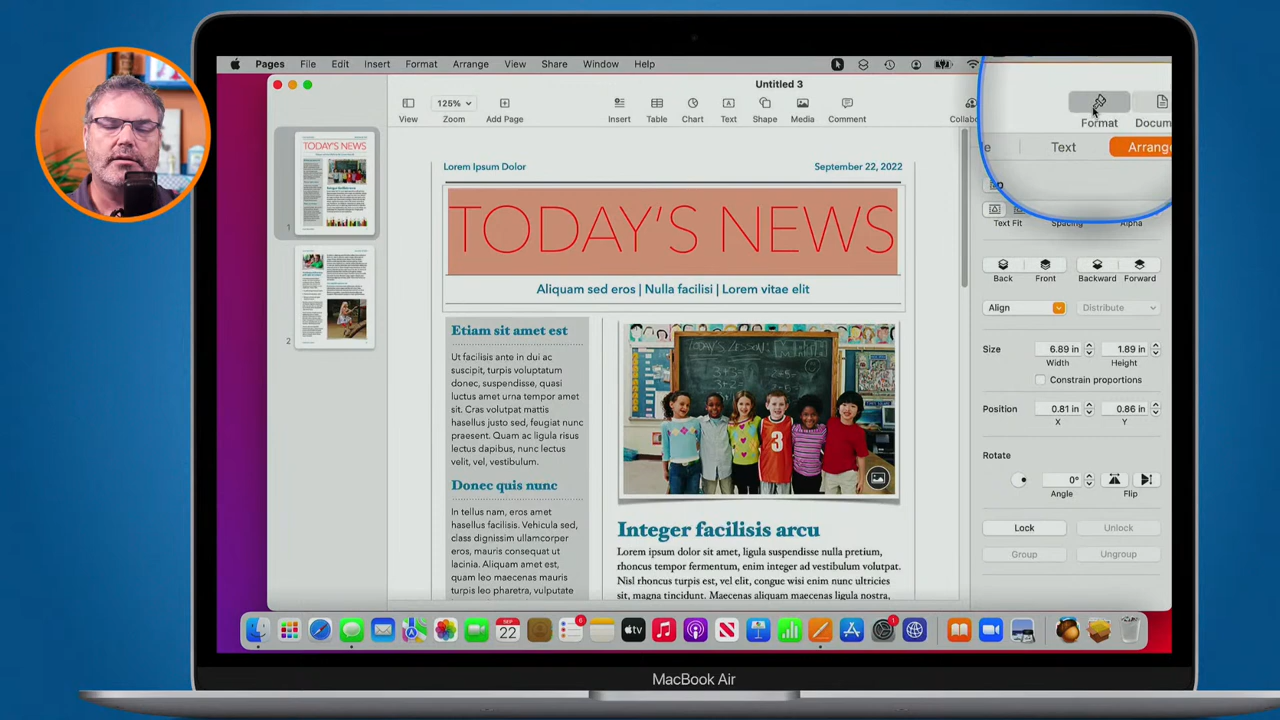 Pages File Edit Insert Format Arrange View Share Window Help
Untitled 3
125%
View Zoom Add Page Insert Table Chart Text Shape Media Comment
Format
Text
Text Fit
Back Front Backward Forward
Align Distribute
Size 6.89 in 1.89 in
Width Height
Constrain proportions
Position 0.81 in 0.86 in
X Y
Rotate
0°
Angle Flip
Lock Unlock
Group Ungroup
1
2
Lorem Ipsum Dolor September 22, 2022
TODAY'S NEWS
Aliquam sed eros | Nulla facilisi | Lorem vitae elit
Etiam sit amet est
Ut facilisis ante in dui ac
suscipit, turpis voluptatum
donec, suspendisse, quasi
luctus amet urna tempor amet
sit. Cras volutpat mattis
hasellus justo sed, feugiat nunc
praesent. Quam ac ligula risus
lectus dapibus, nunc lectus
velit, vel, vestibulum.
Donec quis nunc
In tellus nam, eros amet
hasellus facilisis. Vehicula sed,
class dignissim ullamcorper
eros, mauris consequat ut
lacinia. Aliquam amet est,
quam leo maecenas mauris
turpis leo pharetra, vulputate
TODAY'S LESSON:
3
Integer facilisis arcu
Lorem ipsum dolor sit amet, ligula suspendisse nulla pretium,
rhoncus tempor fermentum, enim integer ad vestibulum volutpat.
Nisl rhoncus turpis est, vel elit, congue wisi enim nunc ultricies
sit, magna tincidunt. Maecenas aliquam maecenas ligula nostra,
SEP
22
6
tv
1
MacBook Air